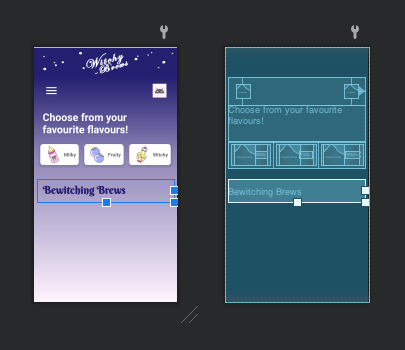 Witchy
Brews
Choose from your
favourite flavours!
Milky
Fruity
Witchy
Bewitching Brews
Choose from your favourite
flavours!
Bewitching Brews